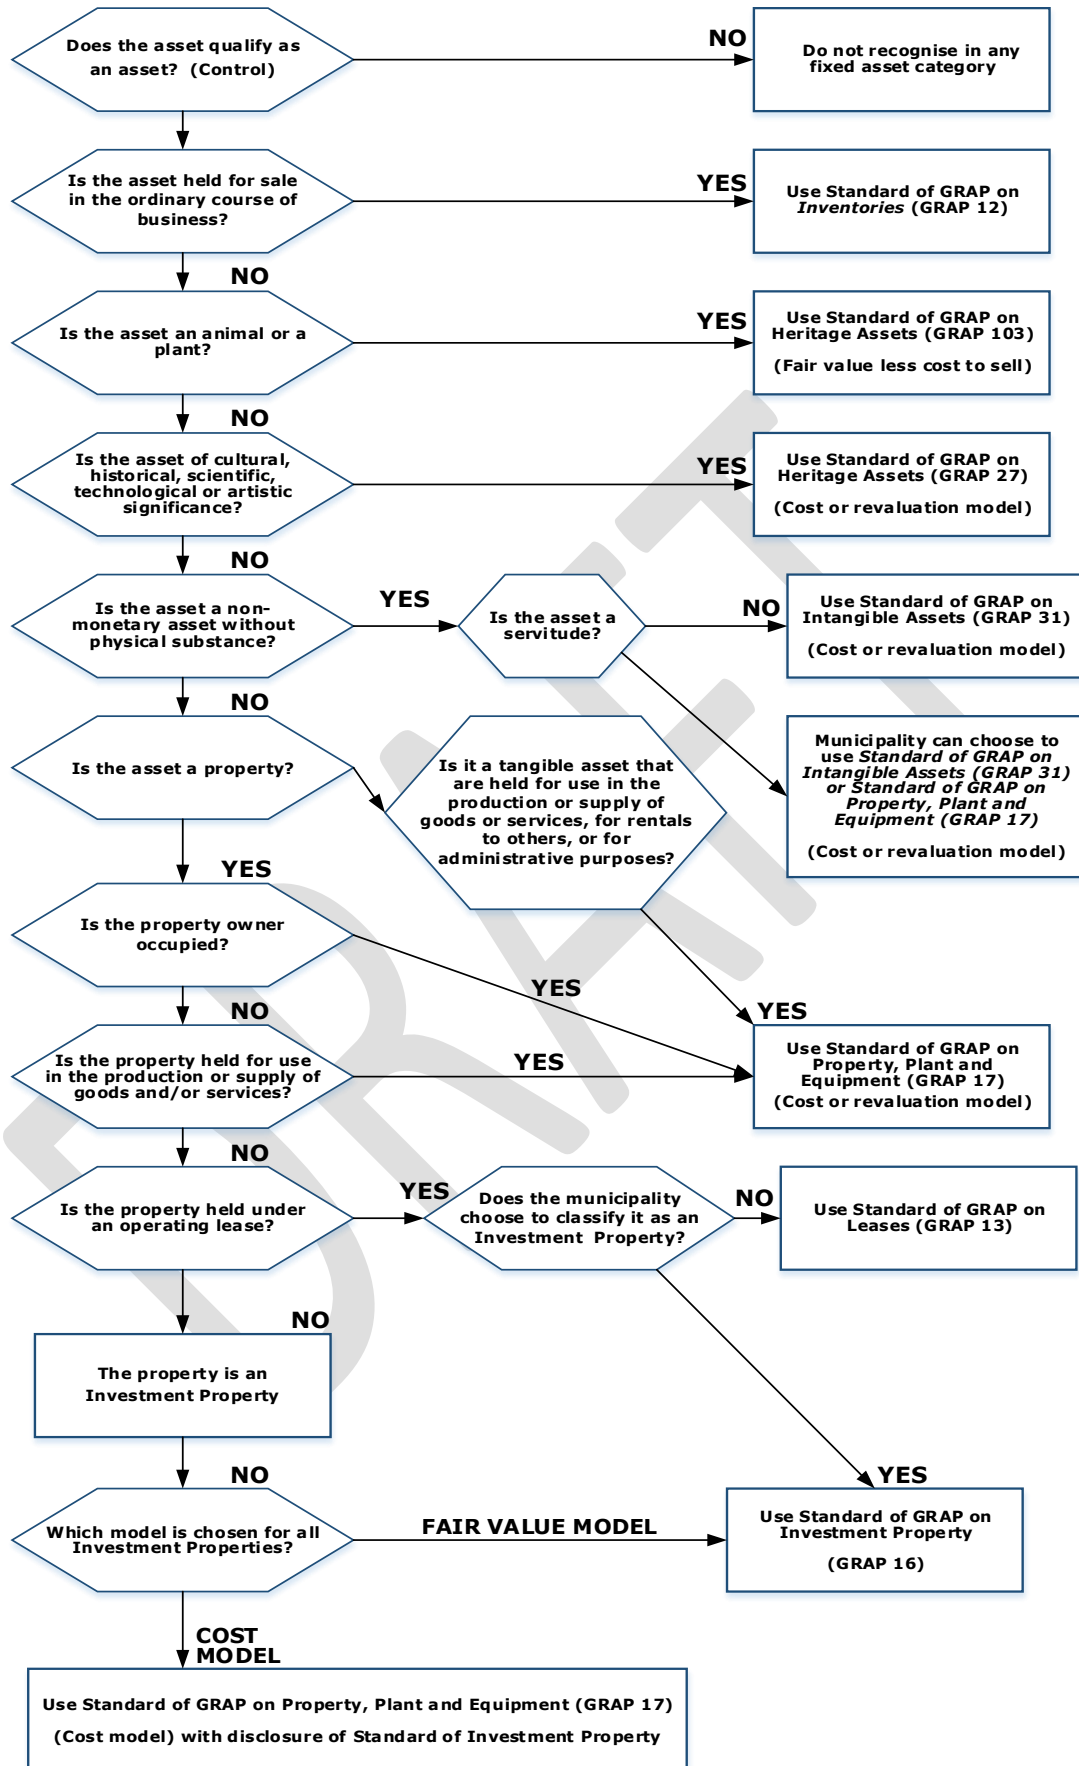 Does the asset qualify as
an asset? (Control)
NO
Do not recognise in any
fixed asset category
Is the asset held for sale
in the ordinary course of
business?
YES
Use Standard of GRAP on
Inventories (GRAP 12)
NO
Is the asset an animal or a
plant?
YES
Use Standard of GRAP on
Heritage Assets (GRAP 103)
(Fair value less cost to sell)
NO
Is the asset of cultural,
historical, scientific,
technological or artistic
significance?
YES
Use Standard of GRAP on
Heritage Assets (GRAP 27)
(Cost or revaluation model)
NO
Is the asset a non-
monetary asset without
physical substance?
YES
Is the asset a
servitude?
NO
Use Standard of GRAP on
Intangible Assets (GRAP 31)
(Cost or revaluation model)
Municipality can choose to
use Standard of GRAP on
Intangible Assets (GRAP 31)
or Standard of GRAP on
Property, Plant and
Equipment (GRAP 17)
(Cost or revaluation model)
NO
Is the asset a property?
Is it a tangible asset that
are held for use in the
production or supply of
goods or services, for rentals
to others, or for
administrative purposes?
YES
Is the property owner
occupied?
YES
YES
NO
Is the property held for use
in the production or supply of
goods and/or services?
YES
Use Standard of GRAP on
Property, Plant and
Equipment (GRAP 17)
(Cost or revaluation model)
NO
Is the property held under
an operating lease?
YES
Does the municipality
choose to classify it as an
Investment Property?
NO
Use Standard of GRAP on
Leases (GRAP 13)
NO
The property is an
Investment Property
NO
YES
Which model is chosen for all
Investment Properties?
FAIR VALUE MODEL
Use Standard of GRAP on
Investment Property
(GRAP 16)
COST
MODEL
Use Standard of GRAP on Property, Plant and Equipment (GRAP 17)
(Cost model) with disclosure of Standard of Investment Property
DRAFT